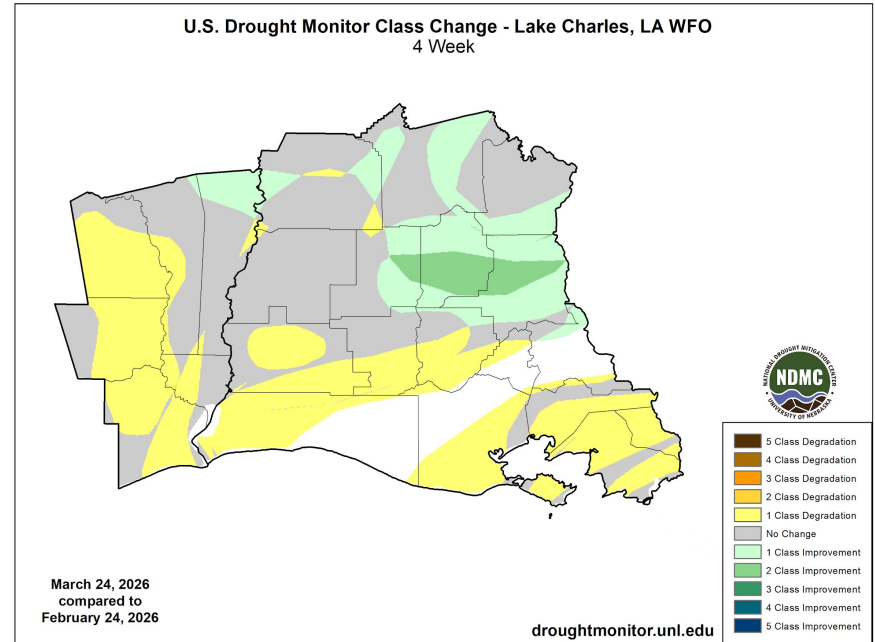 U.S. Drought Monitor Class Change - Lake Charles, LA WFO
4 Week
NATIONAL DROUGHT MITIGATION CENTER
NDMC
UNIVERSITY OF NEBRASKA
5 Class Degradation
4 Class Degradation
3 Class Degradation
2 Class Degradation
1 Class Degradation
No Change
1 Class Improvement
2 Class Improvement
3 Class Improvement
4 Class Improvement
5 Class Improvement
March 24, 2026
compared to
February 24, 2026
droughtmonitor.unl.edu